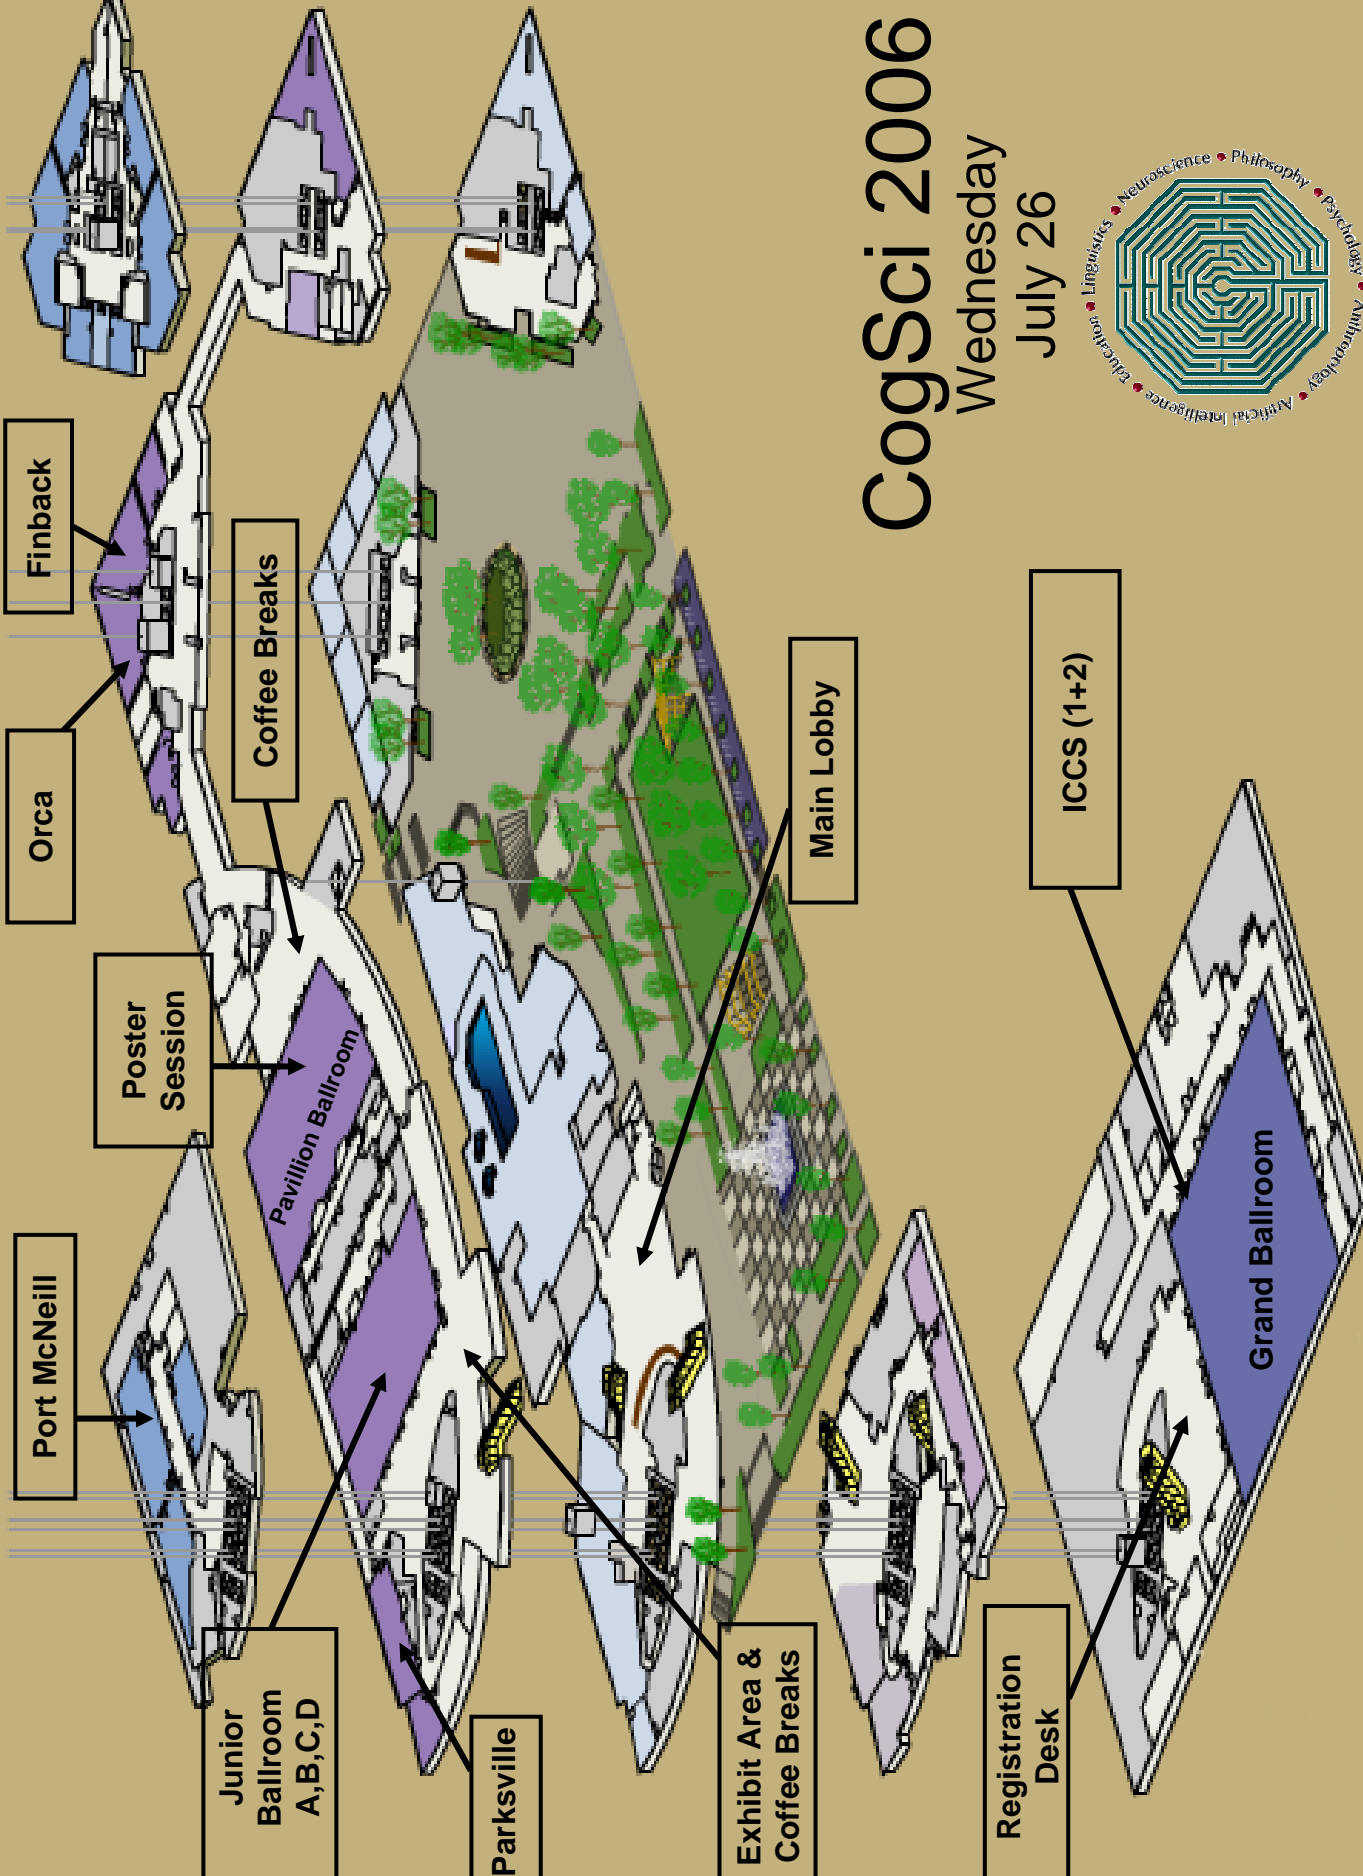 Port McNeill
Poster
Session
Orca
Finback
Coffee Breaks
Pavillion Ballroom
Junior
Ballroom
A,B,C,D
Parksville
Exhibit Area &
Coffee Breaks
Main Lobby
Registration
Desk
ICCS (1+2)
Grand Ballroom
CogSci 2006
Wednesday
July 26
Linguistics • Neuroscience • Philosophy • Psychology • Anthropology • Artificial Intelligence • Education •